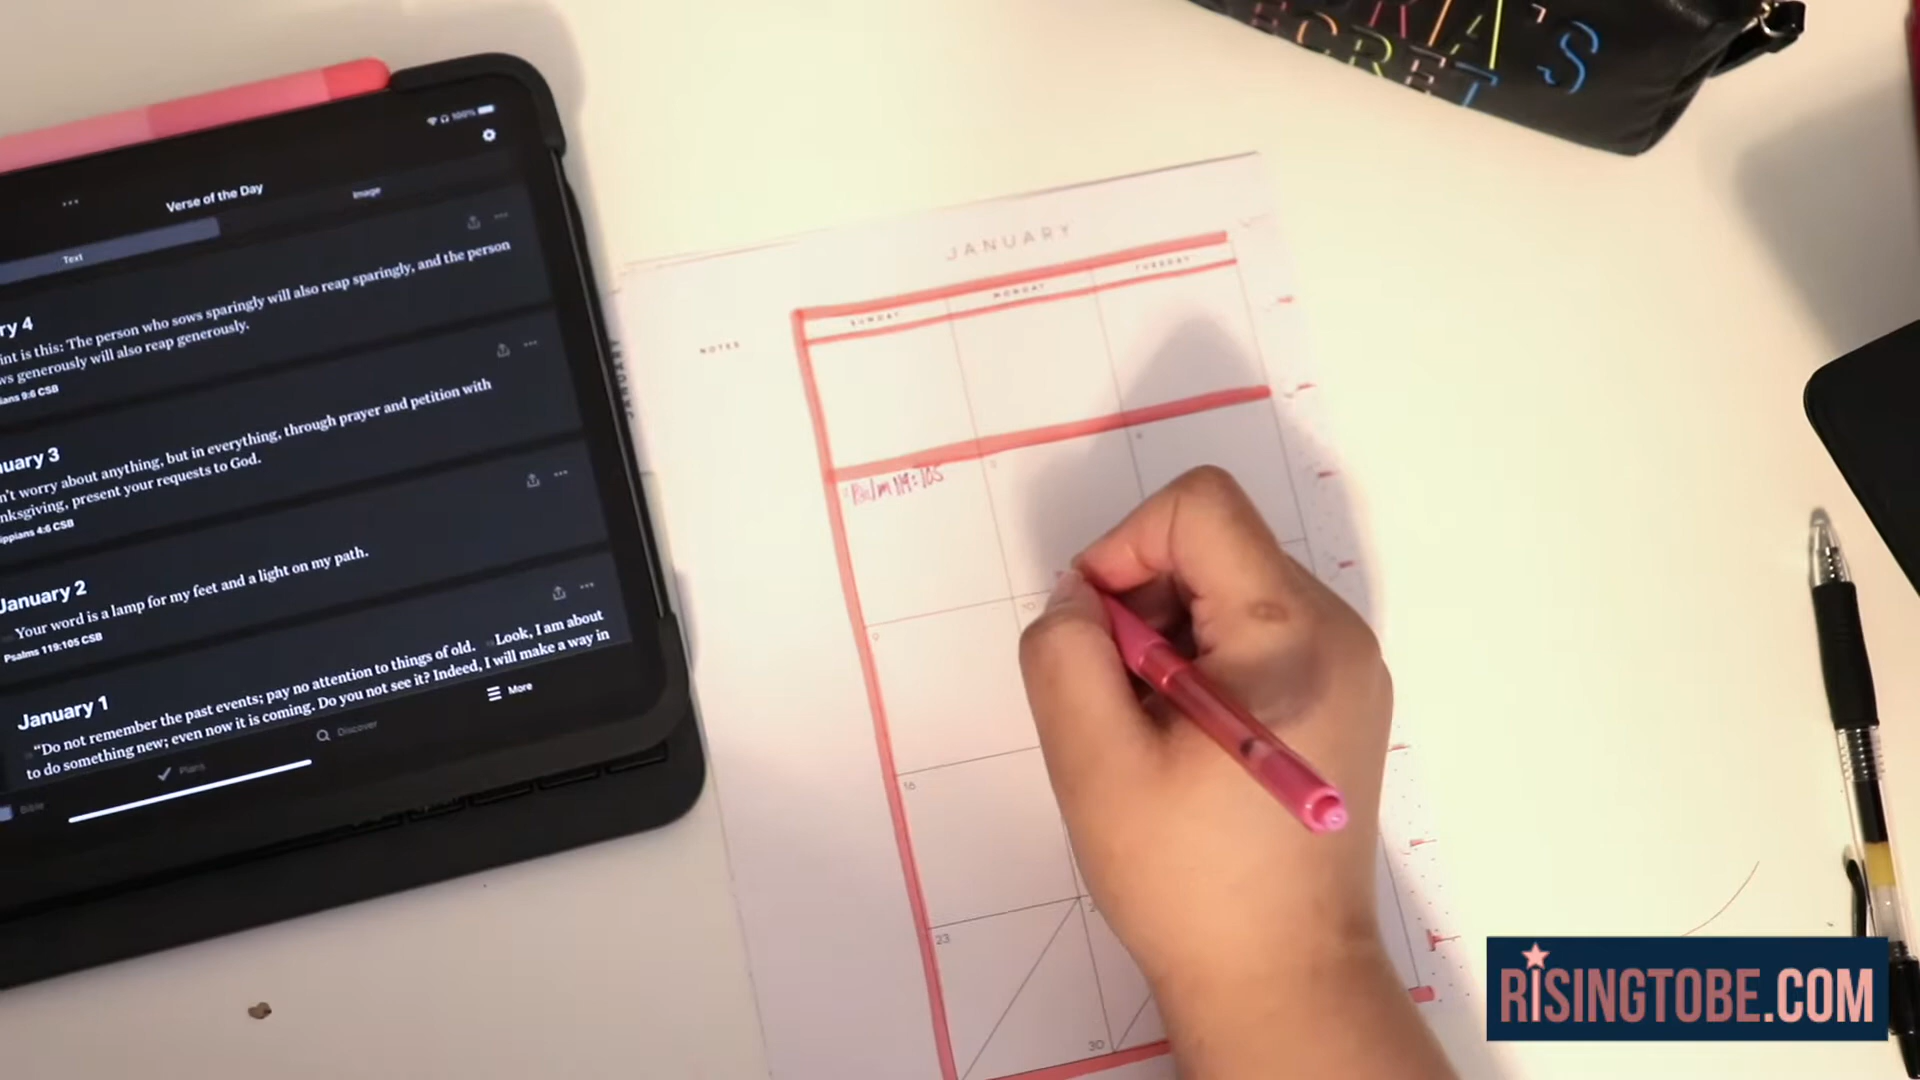 'S
CRET
100%
Verse of the Day
Text
Image
ry 4
int is this: The person who sows sparingly will also reap sparingly, and the person
ws generously will also reap generously.
ians 9:6 CSB
uary 3
n't worry about anything, but in everything, through prayer and petition with
nksgiving, present your requests to God.
ippians 4:6 CSB
January 2
Your word is a lamp for my feet and a light on my path.
Psalms 119:105 CSB
January 1
"Do not remember the past events; pay no attention to things of old. Look, I am about
to do something new; even now it is coming. Do you not see it? Indeed, I will make a way in
Bible
Plans
Discover
More
JANUARY
NOTES
SUNDAY
MONDAY
TUESDAY
Psalm 119:105
9
10
16
23
30
RISINGTOBE.COM